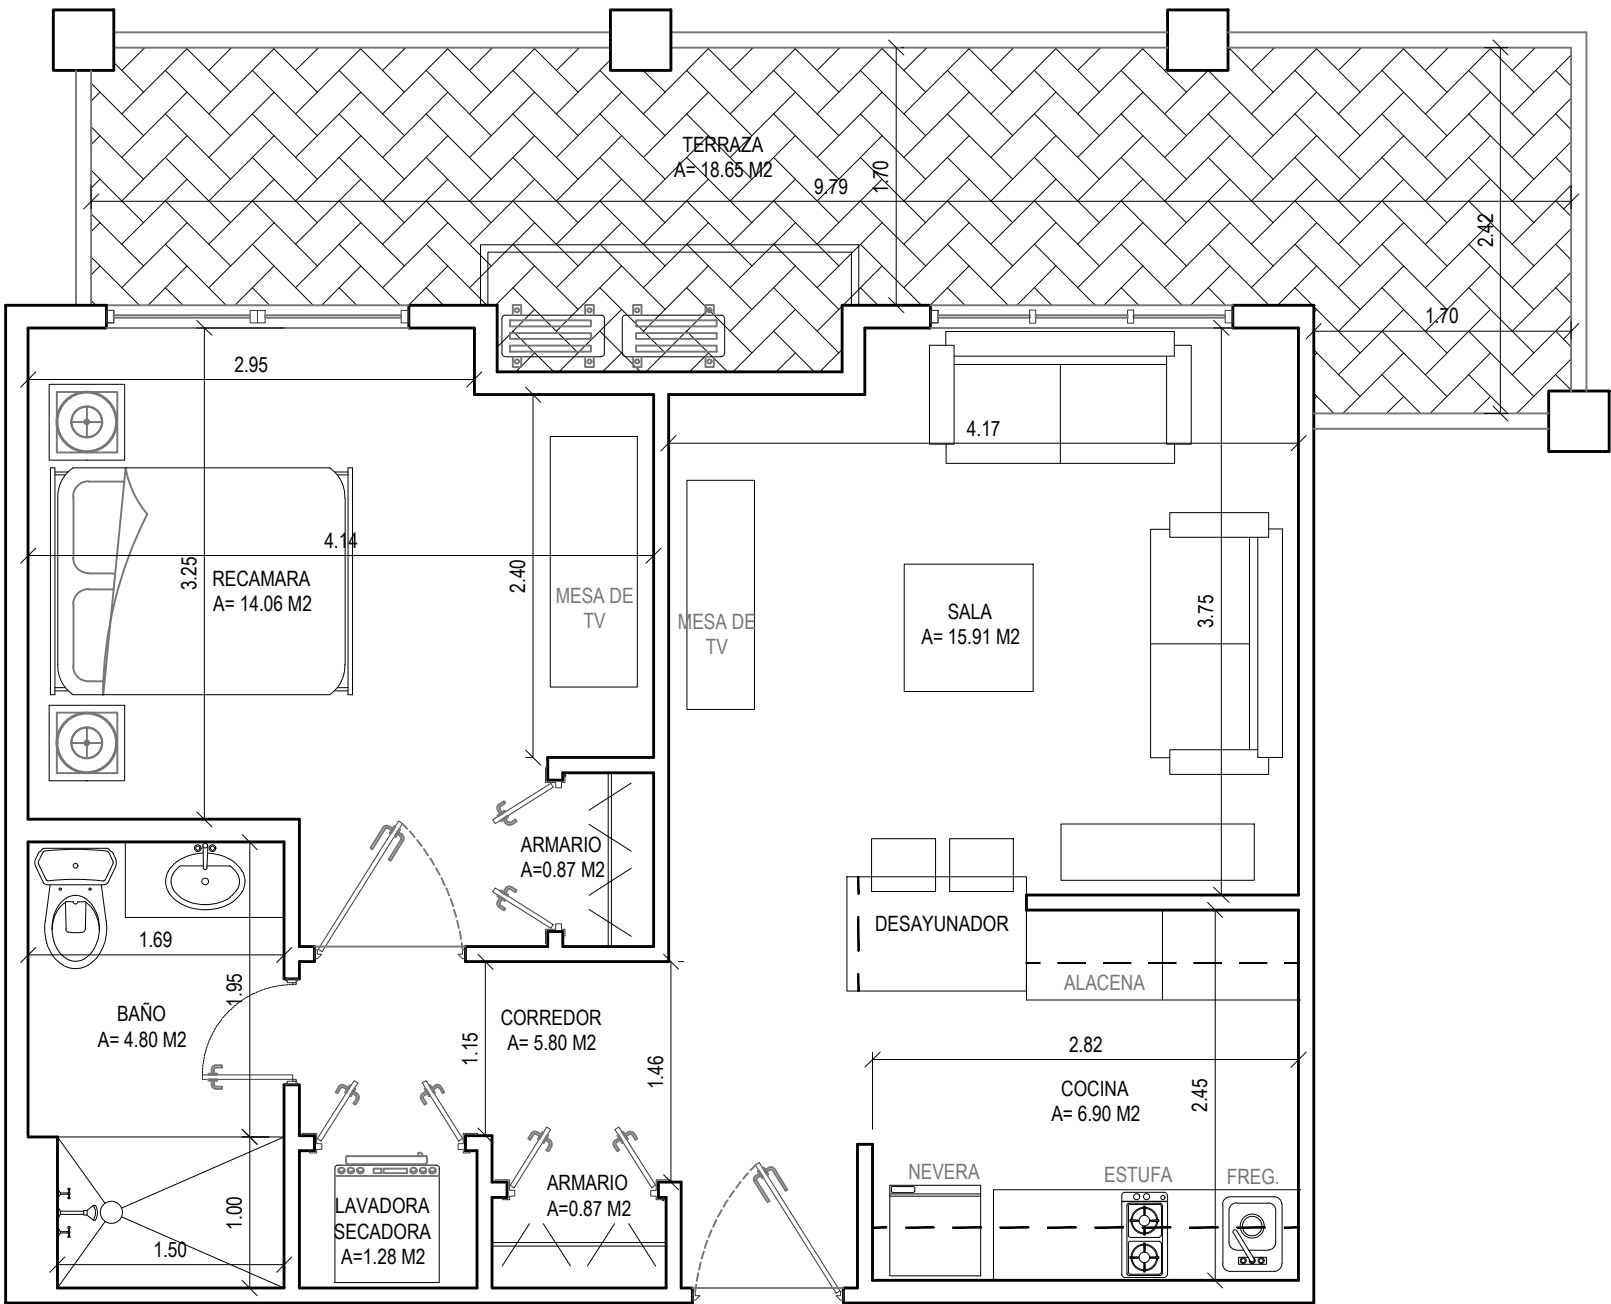 TERRAZA
A= 18.65 M2
9.79
1.70
2.42
1.70
2.95
4.17
4.14
3.25
RECAMARA
A= 14.06 M2
2.40
MESA DE
TV
MESA DE
TV
SALA
A= 15.91 M2
3.75
ARMARIO
A=0.87 M2
DESAYUNADOR
1.69
1.95
ALACENA
BAÑO
A= 4.80 M2
CORREDOR
A= 5.80 M2
1.15
1.46
2.82
COCINA
A= 6.90 M2
2.45
NEVERA
ESTUFA
FREG.
ARMARIO
A=0.87 M2
LAVADORA
SECADORA
A=1.28 M2
1.00
1.50